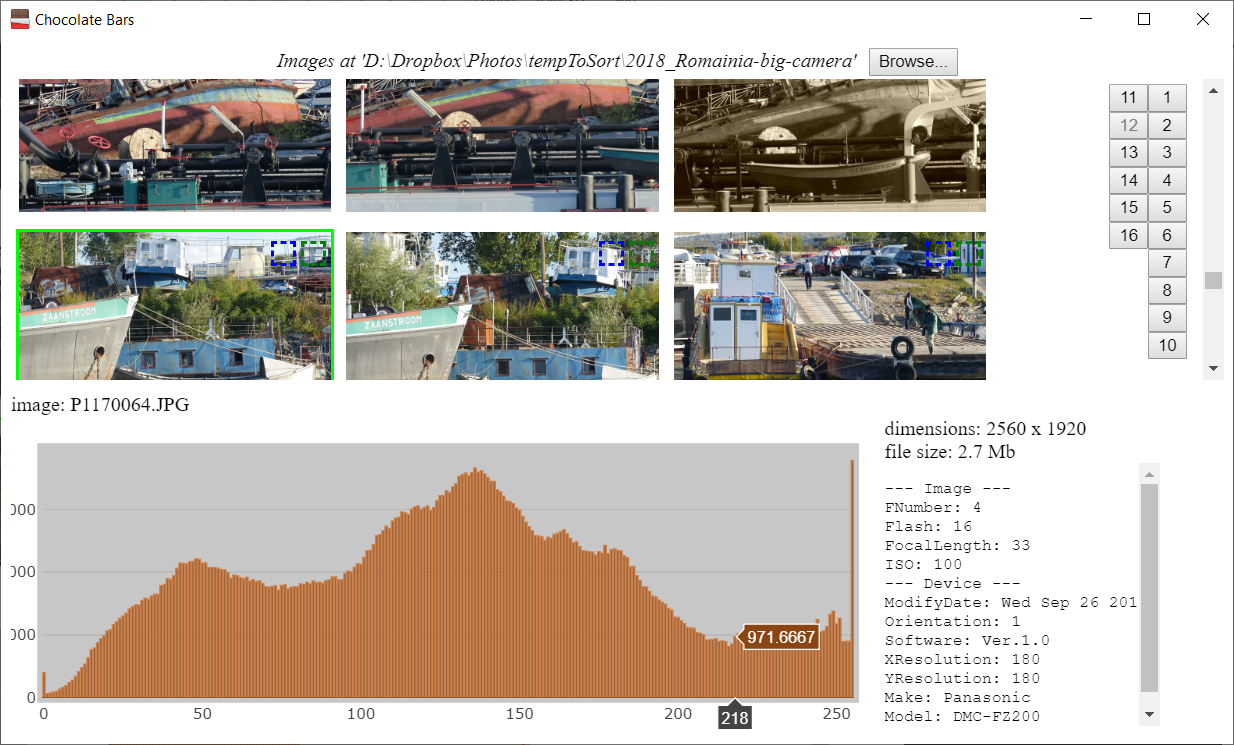 Chocolate Bars
Images at 'D:\Dropbox\Photos\tempToSort\2018_Romainia-big-camera' Browse...
11 1
12 2
13 3
14 4
15 5
16 6
7
8
9
10
ZAANSTROOM
ZAANSTROOM
image: P1170064.JPG
dimensions: 2560 x 1920
file size: 2.7 Mb
--- Image ---
FNumber: 4
Flash: 16
FocalLength: 33
ISO: 100
--- Device ---
ModifyDate: Wed Sep 26 201
Orientation: 1
Software: Ver.1.0
XResolution: 180
YResolution: 180
Make: Panasonic
Model: DMC-FZ200
000
000
000
0
971.6667
0 50 100 150 200 250
218